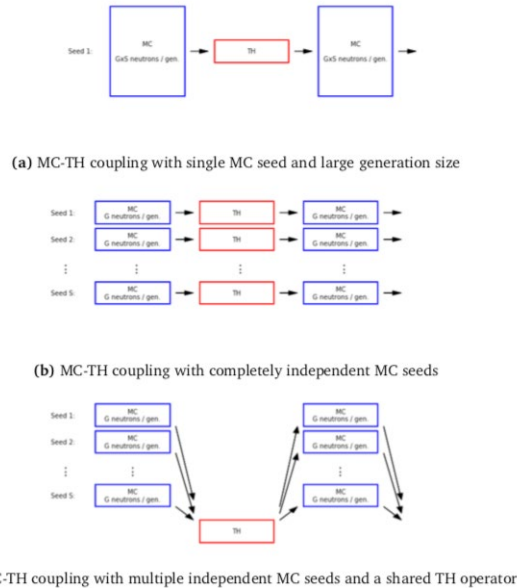 Seed 1:
MC
GxS neutrons / gen.
TH
MC
GxS neutrons / gen.
(a) MC-TH coupling with single MC seed and large generation size
Seed 1:
MC
G neutrons / gen.
TH
MC
G neutrons / gen.
Seed 2:
MC
G neutrons / gen.
TH
MC
G neutrons / gen.
Seed S:
MC
G neutrons / gen.
TH
MC
G neutrons / gen.
(b) MC-TH coupling with completely independent MC seeds
Seed 1:
MC
G neutrons / gen.
MC
G neutrons / gen.
Seed 2:
MC
G neutrons / gen.
MC
G neutrons / gen.
Seed S:
MC
G neutrons / gen.
MC
G neutrons / gen.
TH
-TH coupling with multiple independent MC seeds and a shared TH operator